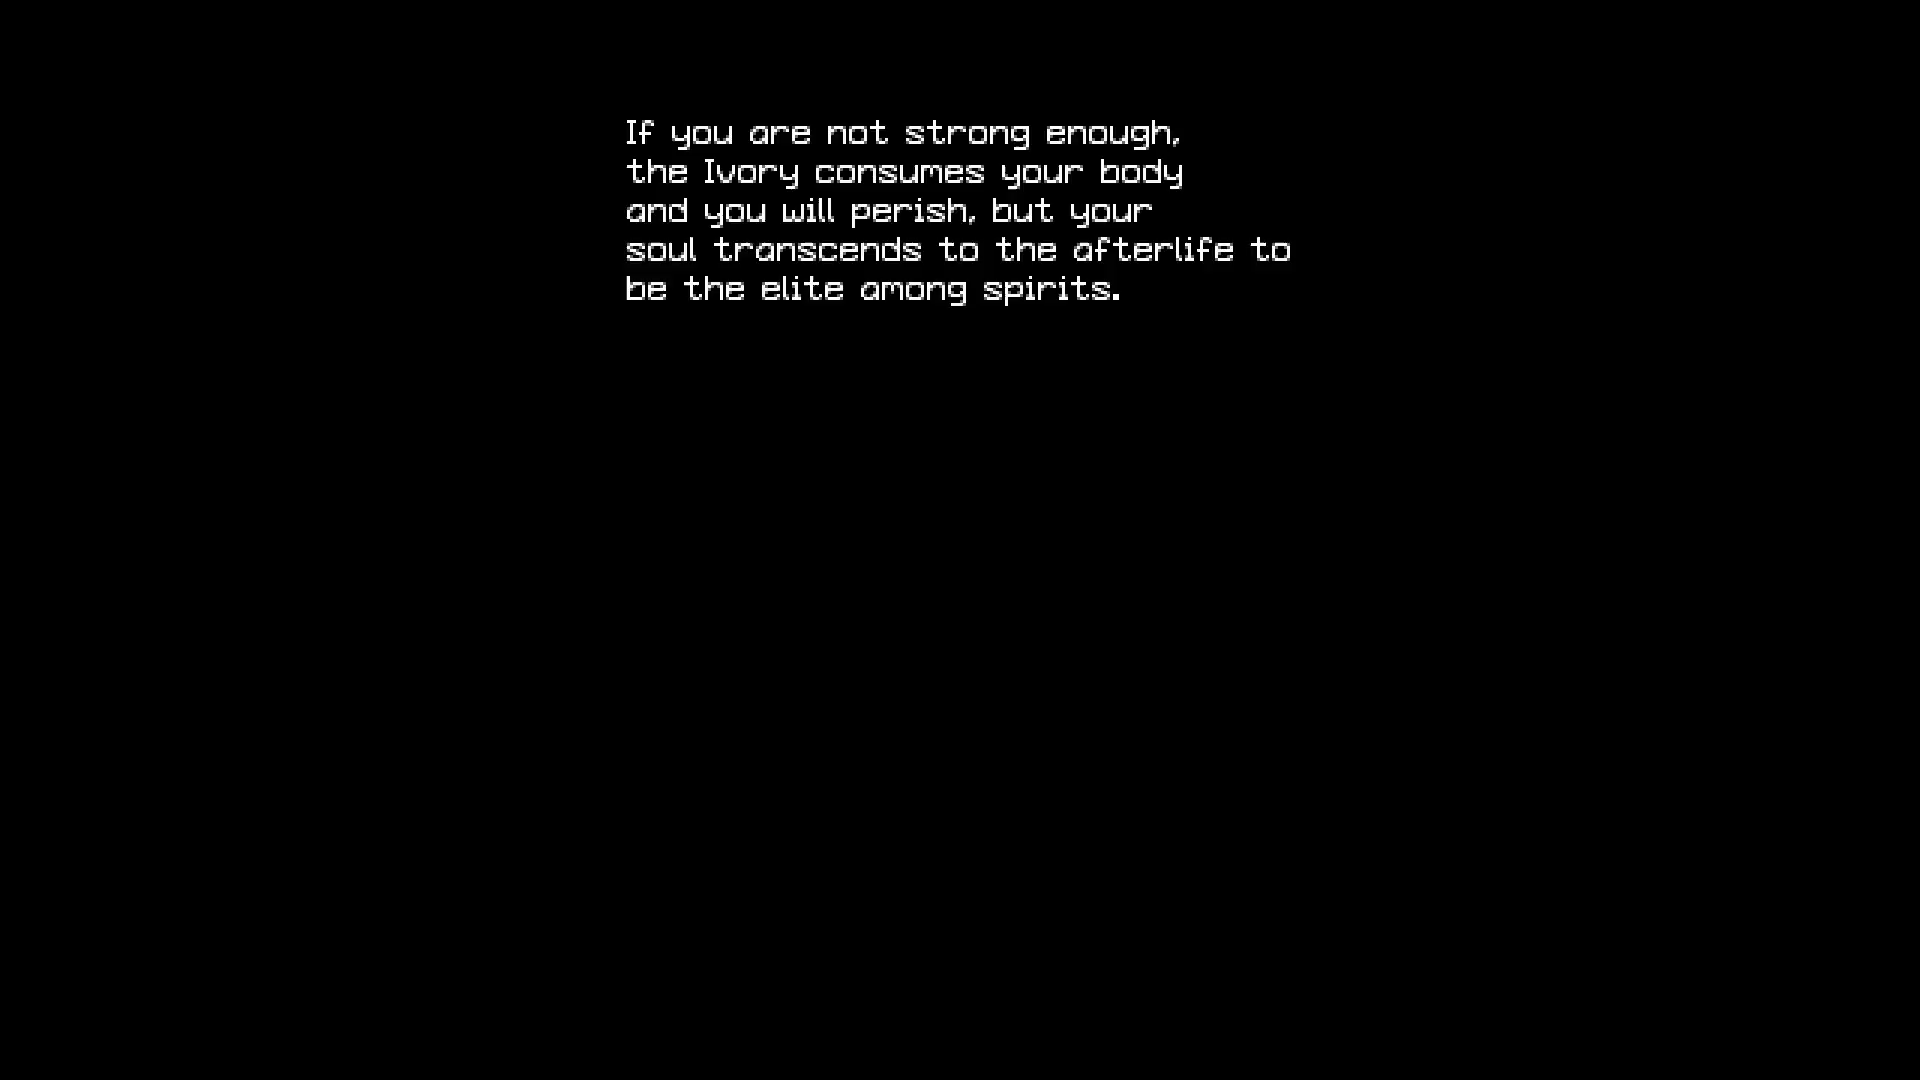 If you are not strong enough,
the Ivory consumes your body
and you will perish, but your
soul transcends to the afterlife to
be the elite among spirits.